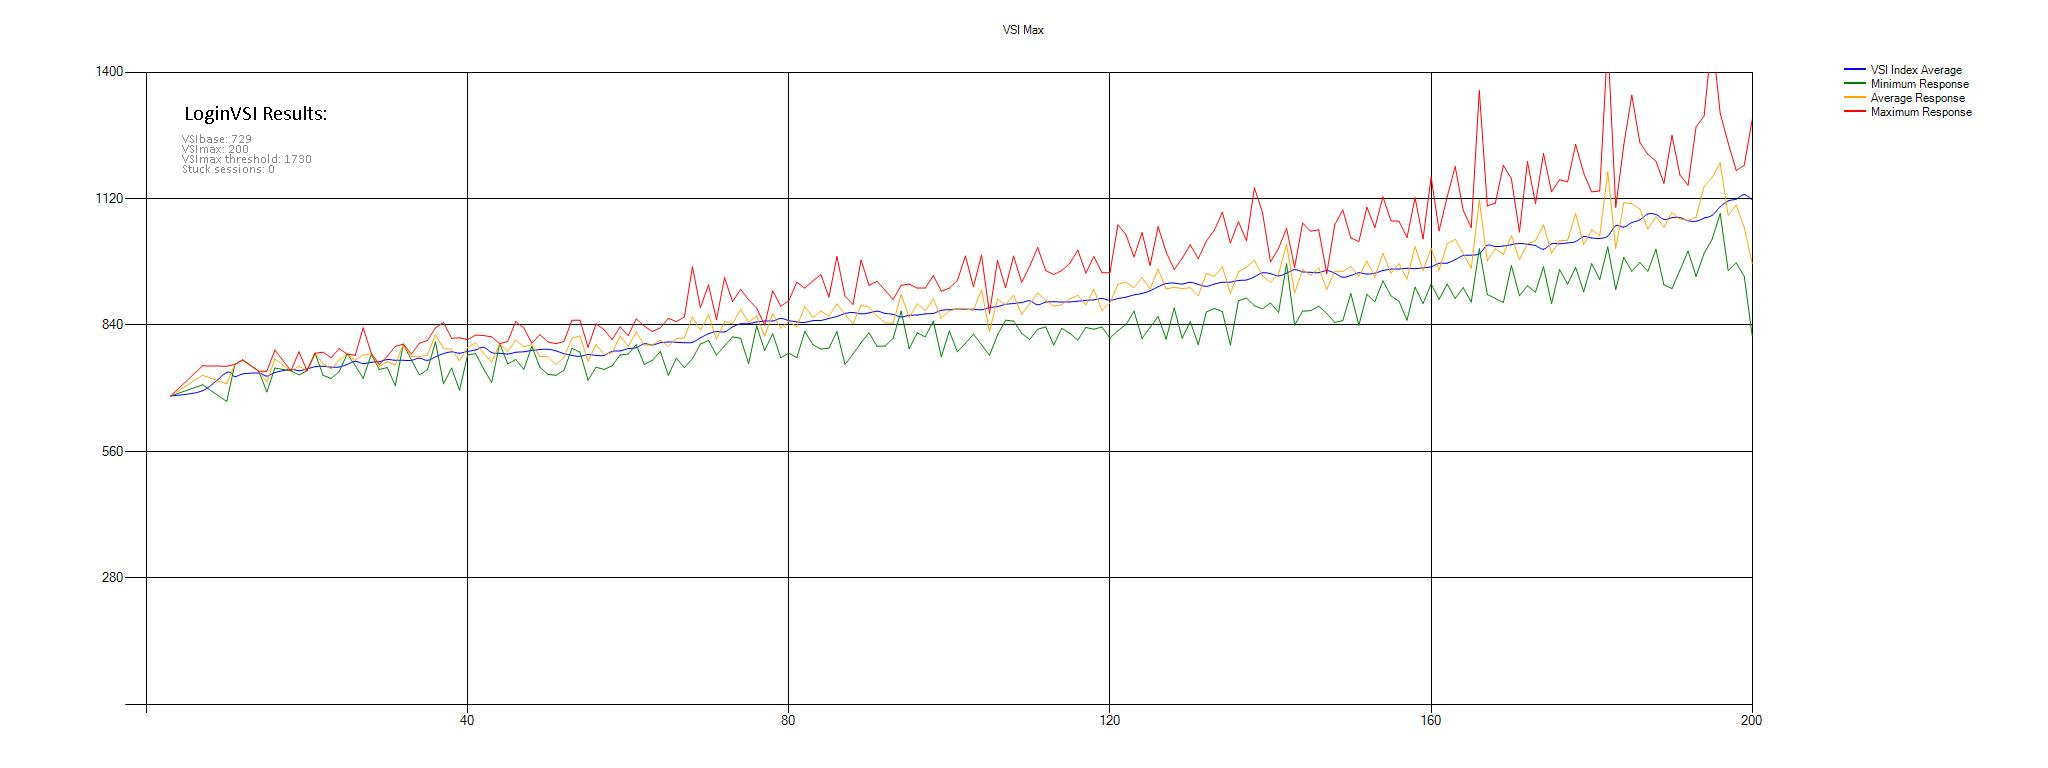 VSI Max
1400
1120
840
560
280
LoginVSI Results:
VSIbase: 729
VSImax: 200
VSImax threshold: 1730
Stuck sessions: 0
VSI Index Average
Minimum Response
Average Response
Maximum Response
40
80
120
160
200